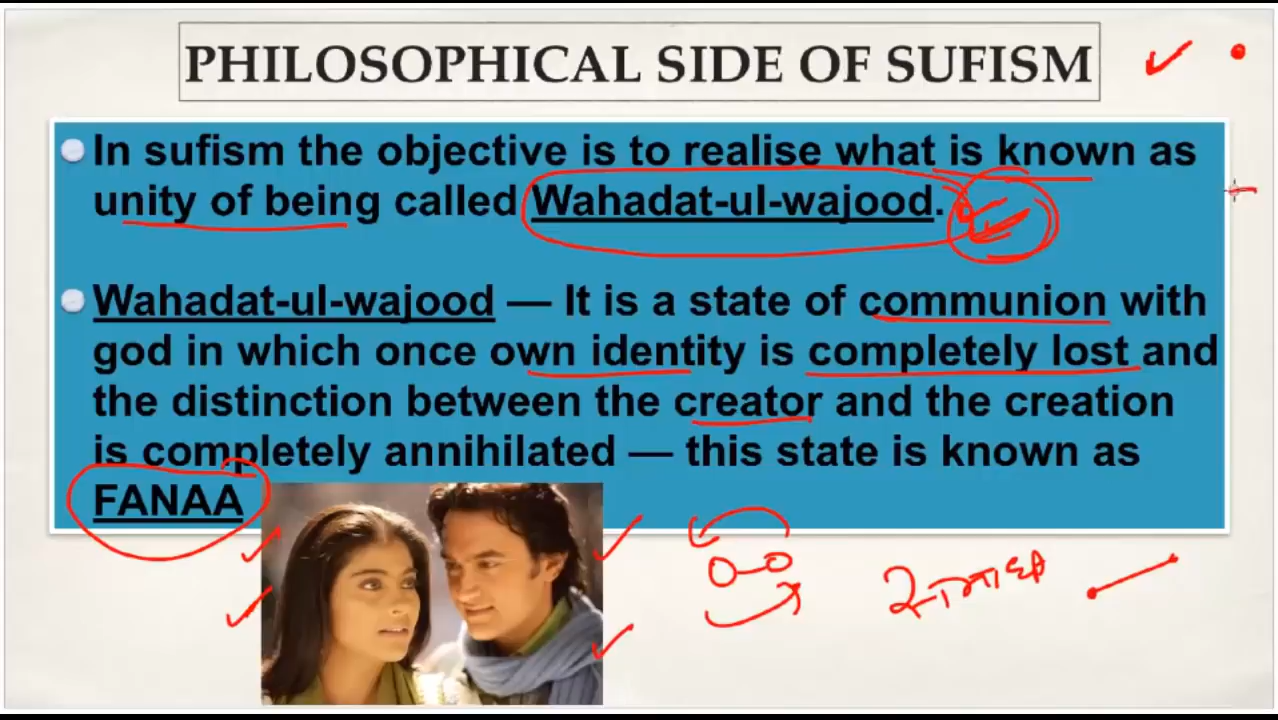 PHILOSOPHICAL SIDE OF SUFISM
In sufism the objective is to realise what is known as
unity of being called Wahadat-ul-wajood.
Wahadat-ul-wajood — It is a state of communion with
god in which once own identity is completely lost and
the distinction between the creator and the creation
is completely annihilated — this state is known as
FANAA